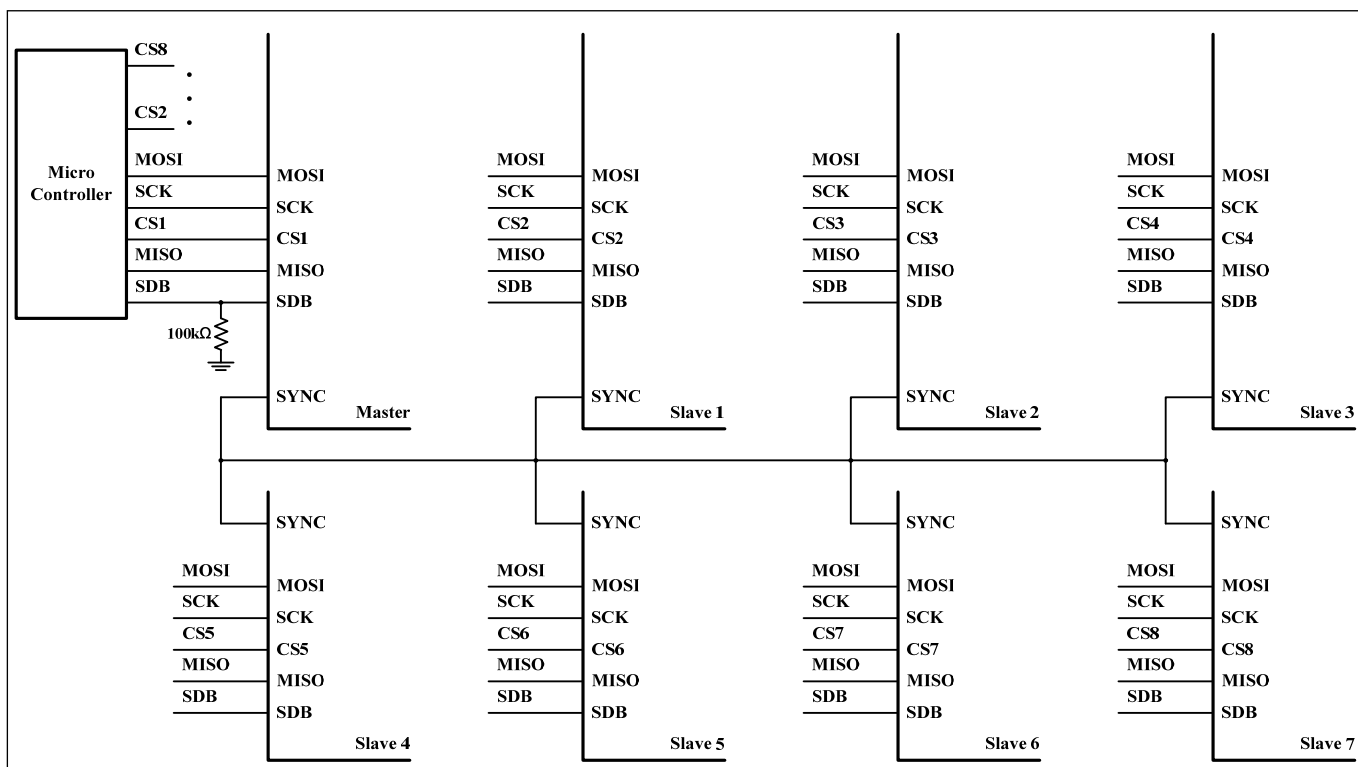 CS8
CS2
Micro
Controller
MOSI
SCK
CS1
MISO
SDB
100kΩ
MOSI
SCK
CS1
MISO
SDB
SYNC
Master
MOSI
SCK
CS2
MISO
SDB
MOSI
SCK
CS2
MISO
SDB
SYNC
Slave 1
MOSI
SCK
CS3
MISO
SDB
MOSI
SCK
CS3
MISO
SDB
SYNC
Slave 2
MOSI
SCK
CS4
MISO
SDB
MOSI
SCK
CS4
MISO
SDB
SYNC
Slave 3
SYNC
MOSI
SCK
CS5
MISO
SDB
MOSI
SCK
CS5
MISO
SDB
Slave 4
SYNC
MOSI
SCK
CS6
MISO
SDB
MOSI
SCK
CS6
MISO
SDB
Slave 5
SYNC
MOSI
SCK
CS7
MISO
SDB
MOSI
SCK
CS7
MISO
SDB
Slave 6
SYNC
MOSI
SCK
CS8
MISO
SDB
MOSI
SCK
CS8
MISO
SDB
Slave 7